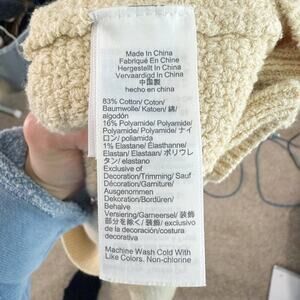 Made In China
Fabriqué En Chine
Hergestellt In China
Vervaardigd In China
中国製
hecho en china
83% Cotton/ Coton/
Baumwolle/ Katoen/ 綿/
algodón
16% Polyamide/ Polyamide/
Polyamid/ Polyamide/ ナイ
ロン/ poliamida
1% Elastane/ Élasthanne/
Elastan/ Elastaan/ ポリウレ
タン/ elastano
Exclusive of
Decoration/Trimming/ Sauf
Décoration/Garniture/
Ausgenommen
Dekoration/Bordüren/
Behalve
Versiering/Garneersel/ 装飾
部分を除く/ 装飾/ exclusivo
de la decoración/costura
decorativa
Machine Wash Cold With
Like Colors. Non-chlorine